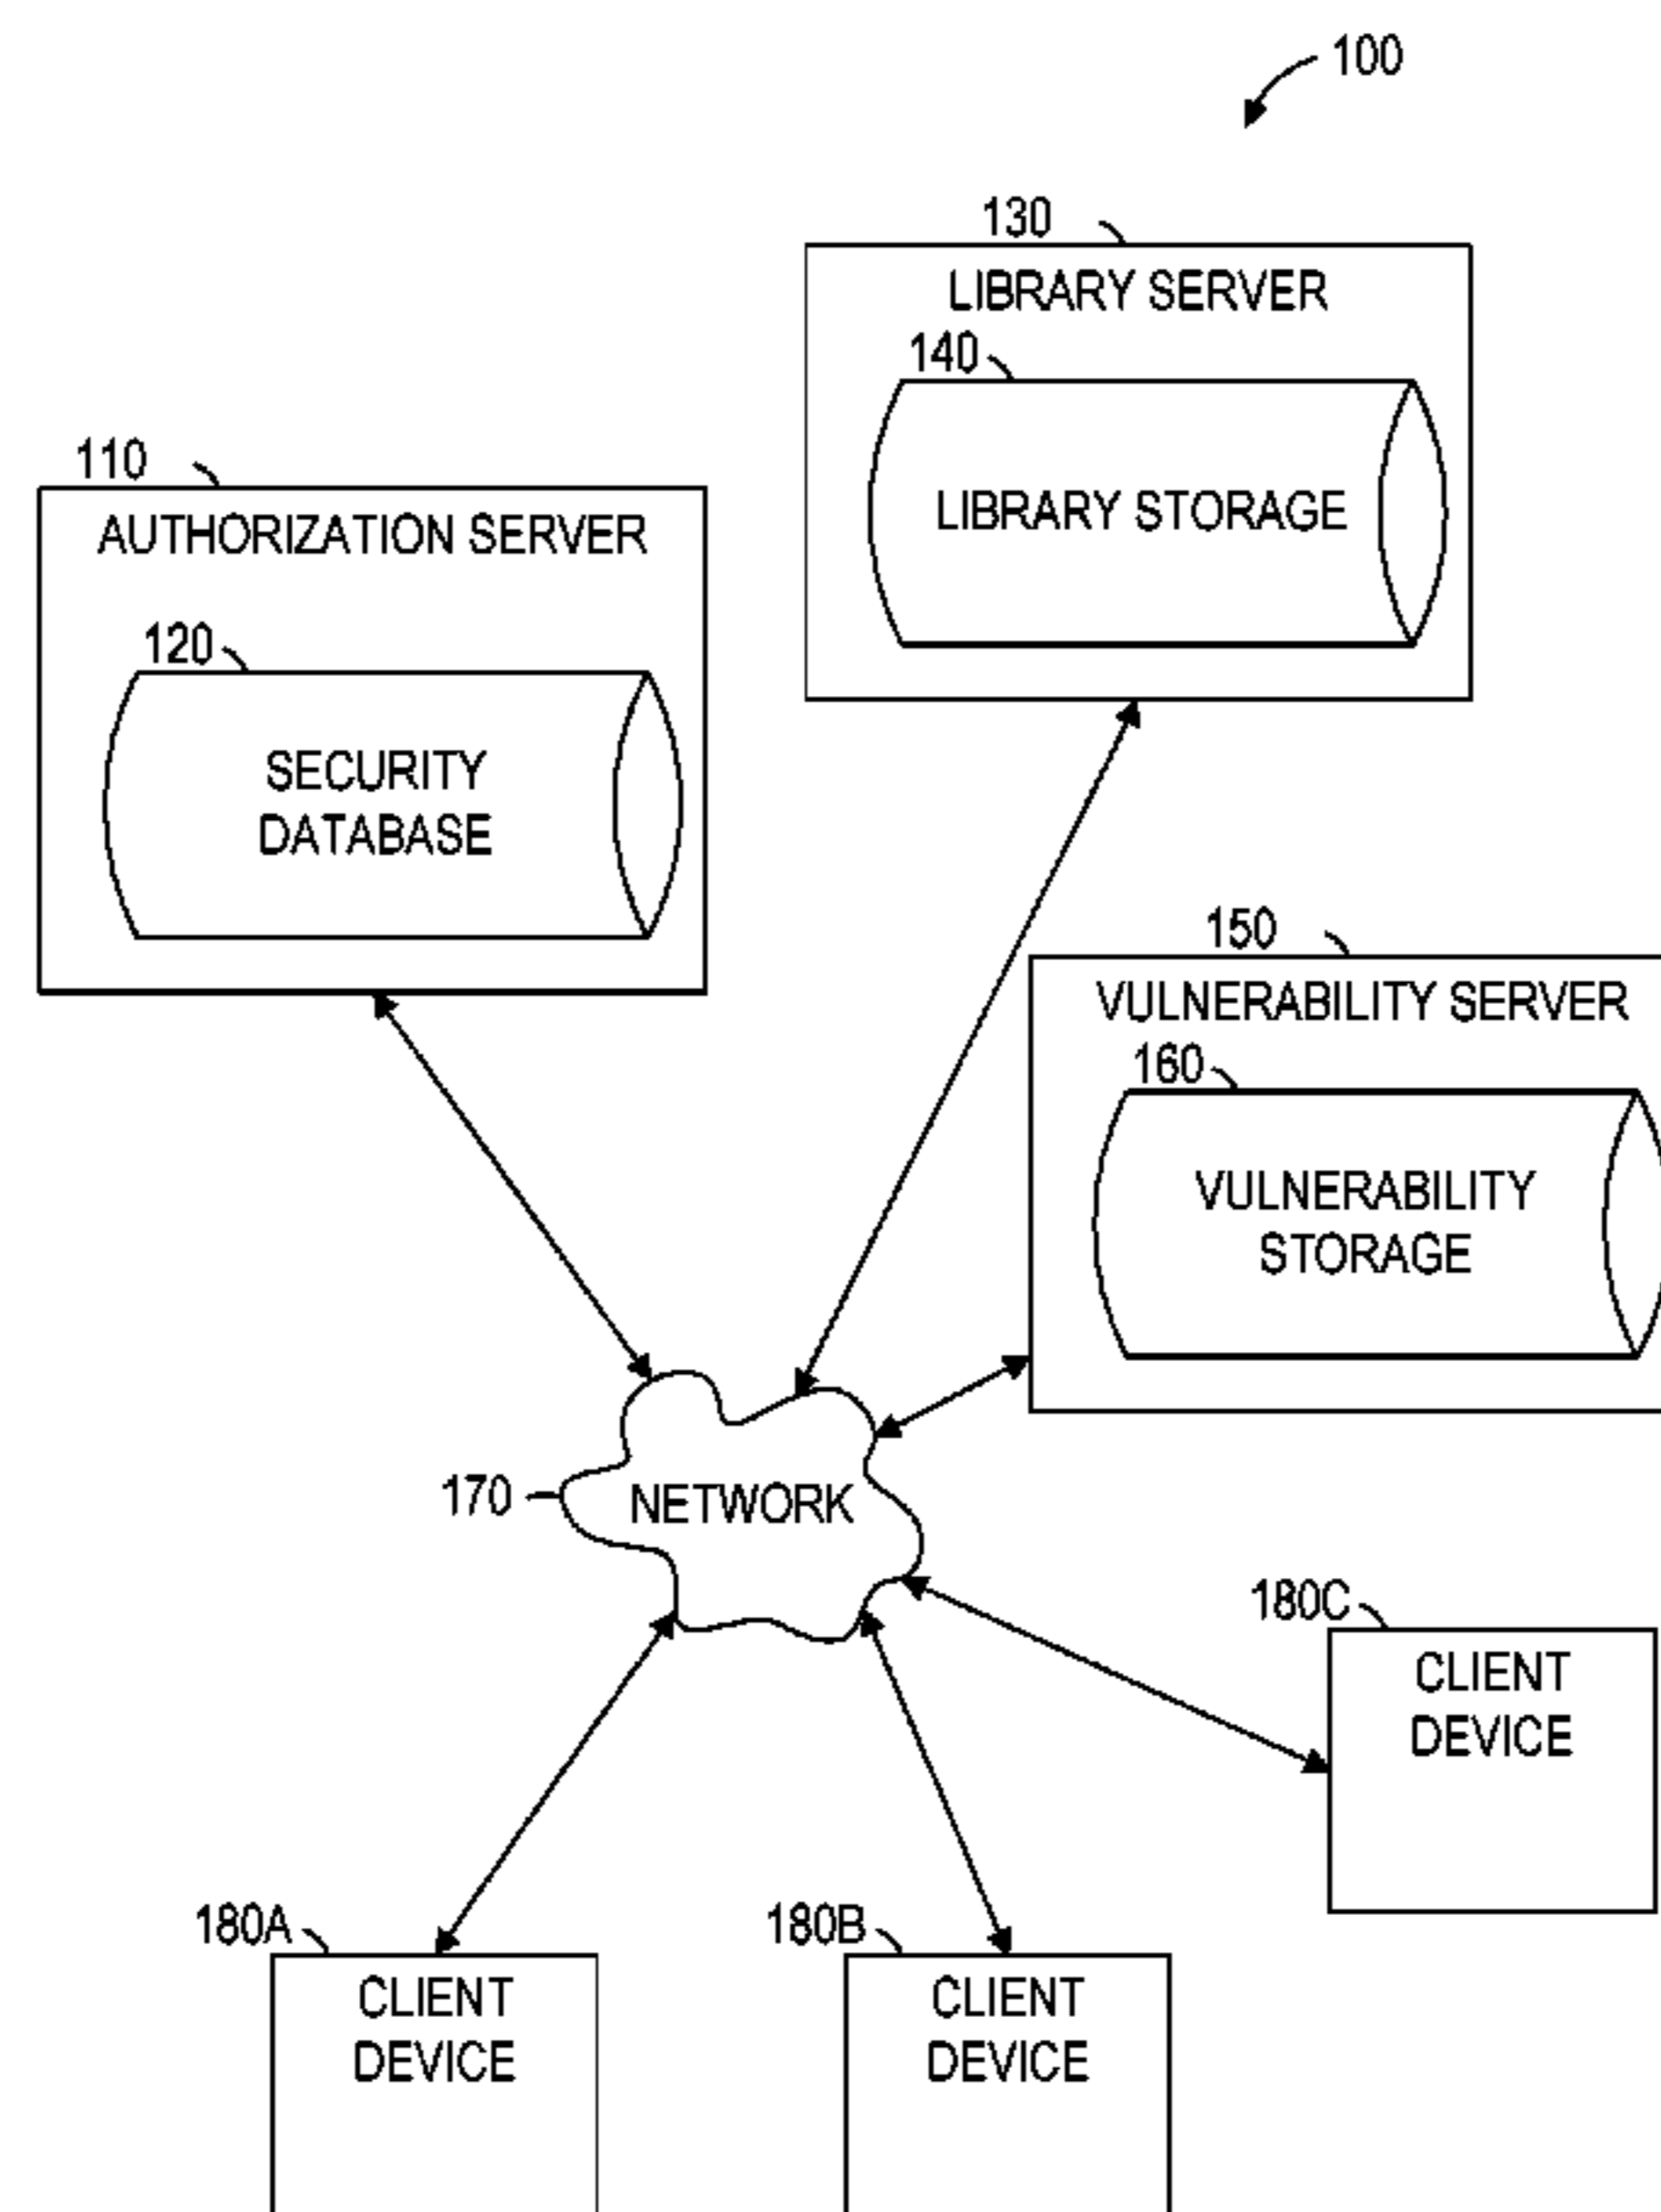 100
130
LIBRARY SERVER
140
LIBRARY STORAGE
110
AUTHORIZATION SERVER
120
SECURITY
DATABASE
150
VULNERABILITY SERVER
160
VULNERABILITY
STORAGE
170
NETWORK
180C
CLIENT
DEVICE
180A
CLIENT
DEVICE
180B
CLIENT
DEVICE